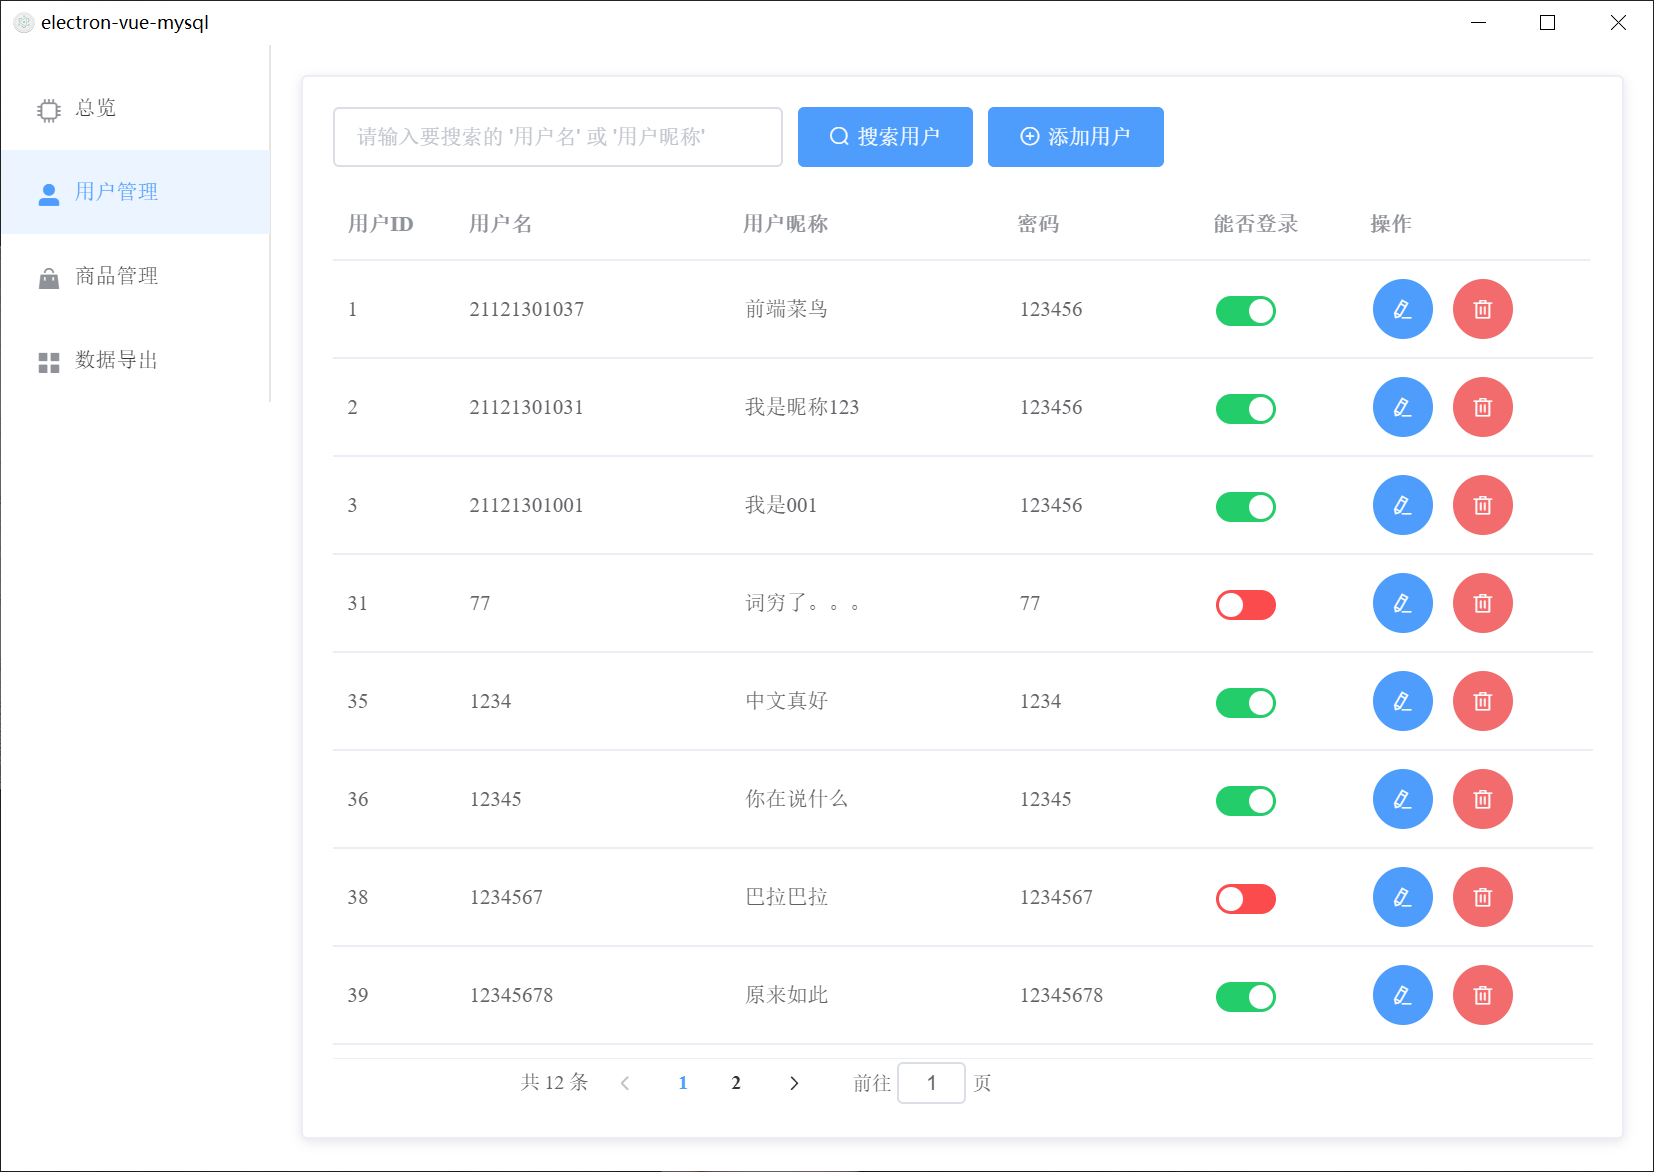 electron-vue-mysql
总览
用户管理
商品管理
数据导出
请输入要搜索的 '用户名' 或 '用户昵称' 搜索用户 添加用户
用户ID 用户名 用户昵称 密码 能否登录 操作
1 21121301037 前端菜鸟 123456
2 21121301031 我是昵称123 123456
3 21121301001 我是001 123456
31 77 词穷了。。。 77
35 1234 中文真好 1234
36 12345 你在说什么 12345
38 1234567 巴拉巴拉 1234567
39 12345678 原来如此 12345678
共 12 条 1 2 前往 1 页